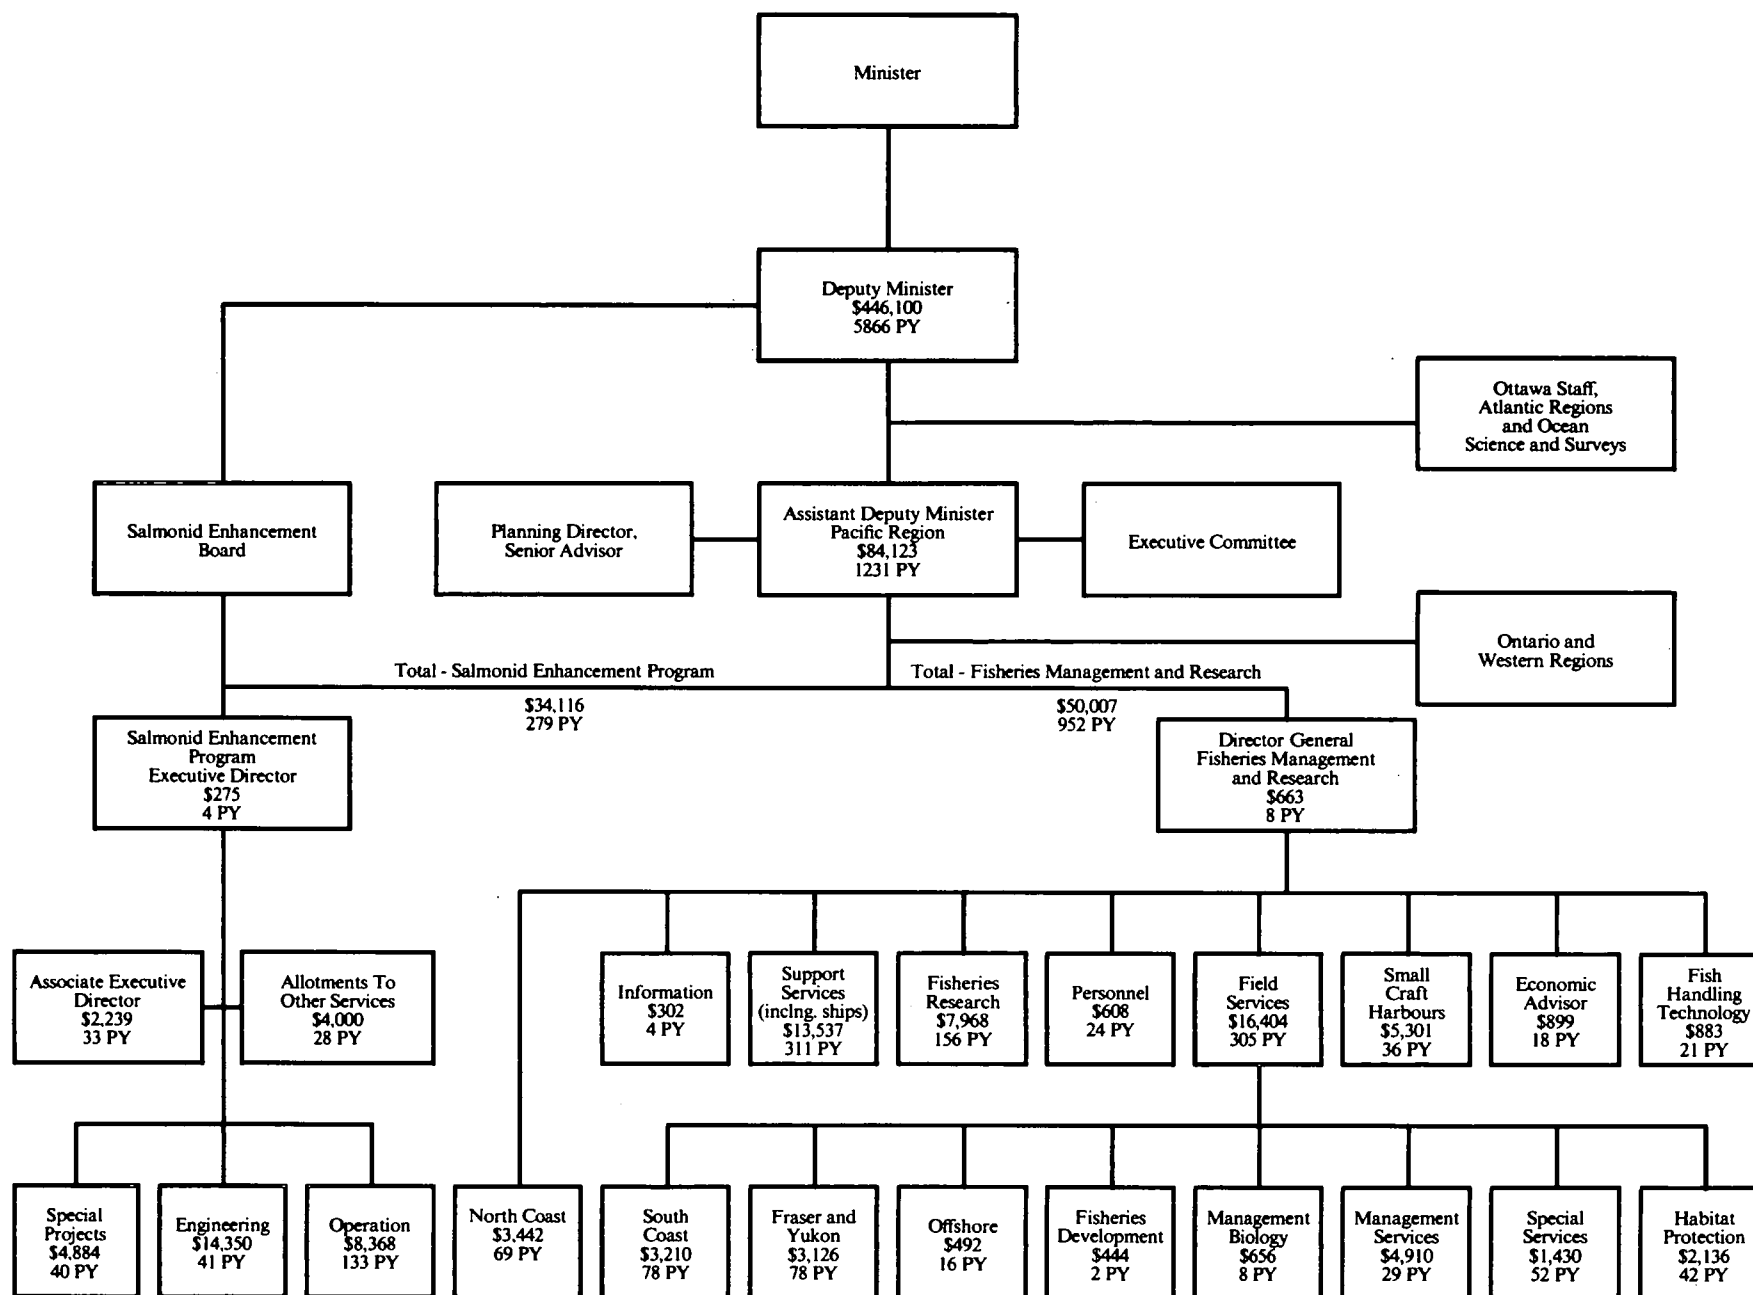 Minister
Deputy Minister
$446,100
5866 PY
Ottawa Staff,
Atlantic Regions
and Ocean
Science and Surveys
Salmonid Enhancement
Board
Planning Director,
Senior Advisor
Assistant Deputy Minister
Pacific Region
$84,123
1231 PY
Executive Committee
Ontario and
Western Regions
Total - Salmonid Enhancement Program
$34,116
279 PY
Total - Fisheries Management and Research
$50,007
952 PY
Salmonid Enhancement
Program
Executive Director
$275
4 PY
Director General
Fisheries Management
and Research
$663
8 PY
Associate Executive
Director
$2,239
33 PY
Allotments To
Other Services
$4,000
28 PY
Information
$302
4 PY
Support
Services
(inclng. ships)
$13,537
311 PY
Fisheries
Research
$7,968
156 PY
Personnel
$608
24 PY
Field
Services
$16,404
305 PY
Small
Craft
Harbours
$5,301
36 PY
Economic
Advisor
$899
18 PY
Fish
Handling
Technology
$883
21 PY
Special
Projects
$4,884
40 PY
Engineering
$14,350
41 PY
Operation
$8,368
133 PY
North Coast
$3,442
69 PY
South
Coast
$3,210
78 PY
Fraser and
Yukon
$3,126
78 PY
Offshore
$492
16 PY
Fisheries
Development
$444
2 PY
Management
Biology
$656
8 PY
Management
Services
$4,910
29 PY
Special
Services
$1,430
52 PY
Habitat
Protection
$2,136
42 PY